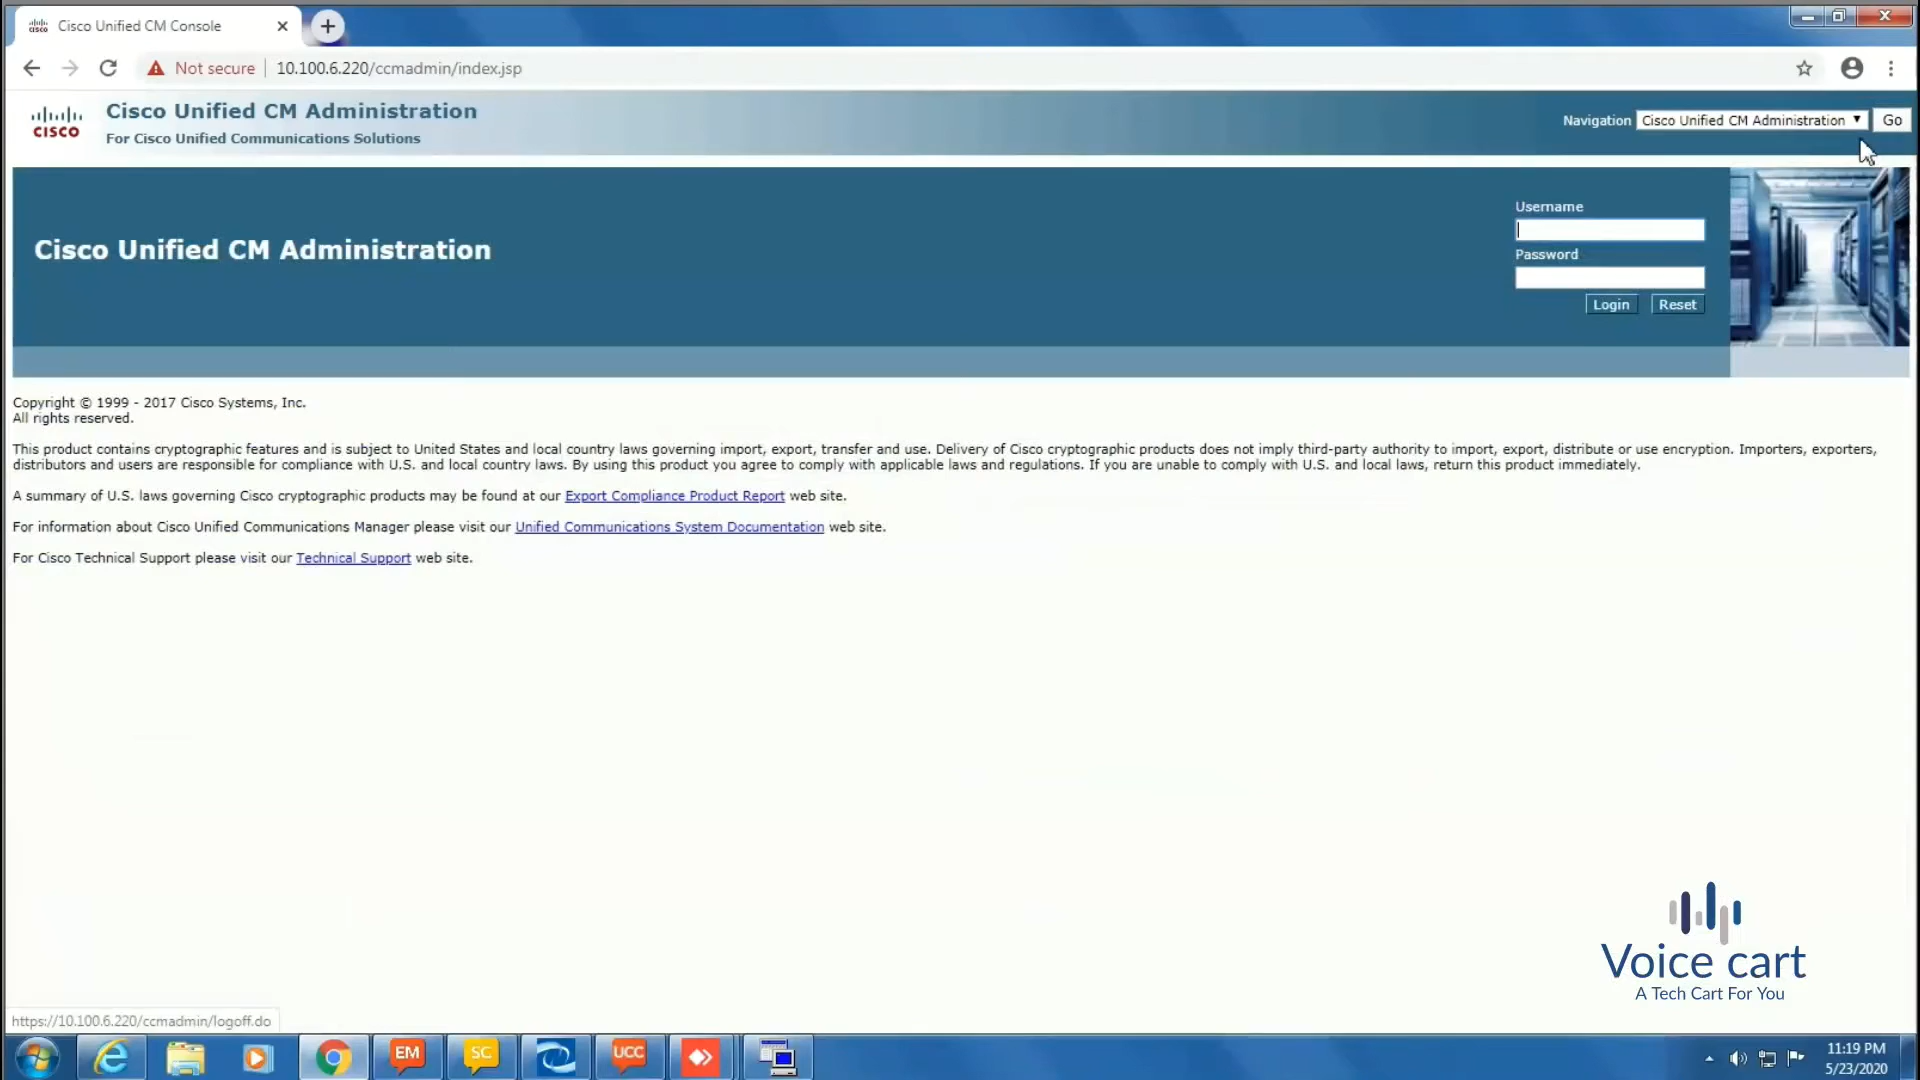 Cisco Unified CM Console
Not secure
10.100.6.220/ccmadmin/index.jsp
CISCO
Cisco Unified CM Administration
For Cisco Unified Communications Solutions
Navigation
Cisco Unified CM Administration
Go
Cisco Unified CM Administration
Username
Password
Login
Reset
Copyright © 1999 - 2017 Cisco Systems, Inc.
All rights reserved.
This product contains cryptographic features and is subject to United States and local country laws governing import, export, transfer and use. Delivery of Cisco cryptographic products does not imply third-party authority to import, export, distribute or use encryption. Importers, exporters,
distributors and users are responsible for compliance with U.S. and local country laws. By using this product you agree to comply with applicable laws and regulations. If you are unable to comply with U.S. and local laws, return this product immediately.
A summary of U.S. laws governing Cisco cryptographic products may be found at our Export Compliance Product Report web site.
For information about Cisco Unified Communications Manager please visit our Unified Communications System Documentation web site.
For Cisco Technical Support please visit our Technical Support web site.
Voice cart
A Tech Cart For You
https://10.100.6.220/ccmadmin/logoff.do
EM
SC
UCC
11:19 PM
5/23/2020